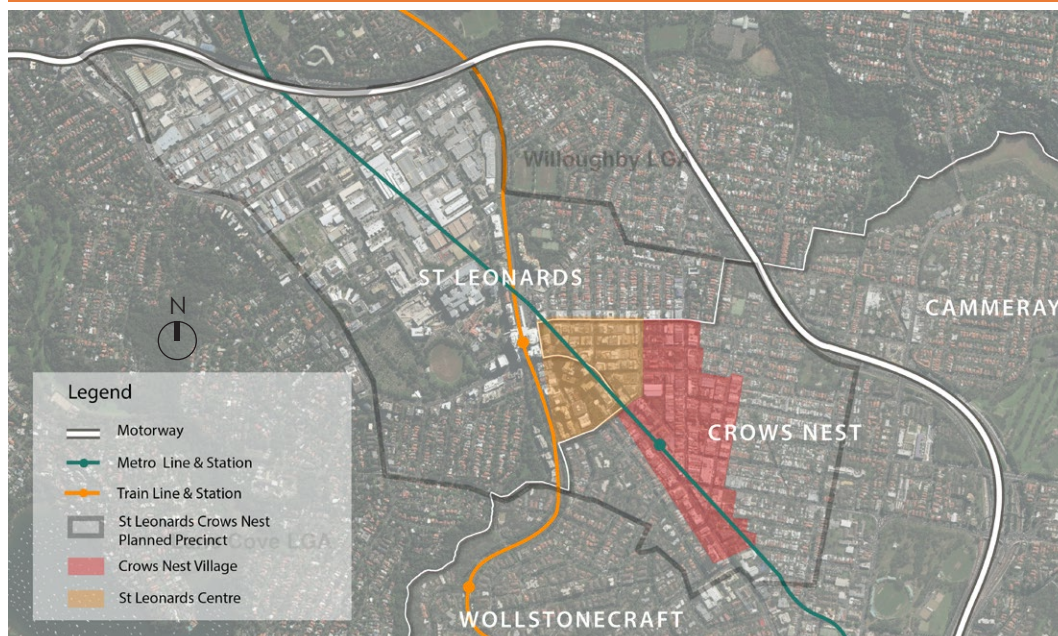 Willoughby LGA
ST LEONARDS
CAMMERAY
N
CROWS NEST
Legend
Motorway
Metro Line & Station
Train Line & Station
St Leonards Crows Nest
Planned Precinct
Cove LGA
Crows Nest Village
St Leonards Centre
WOLLSTONECRAFT